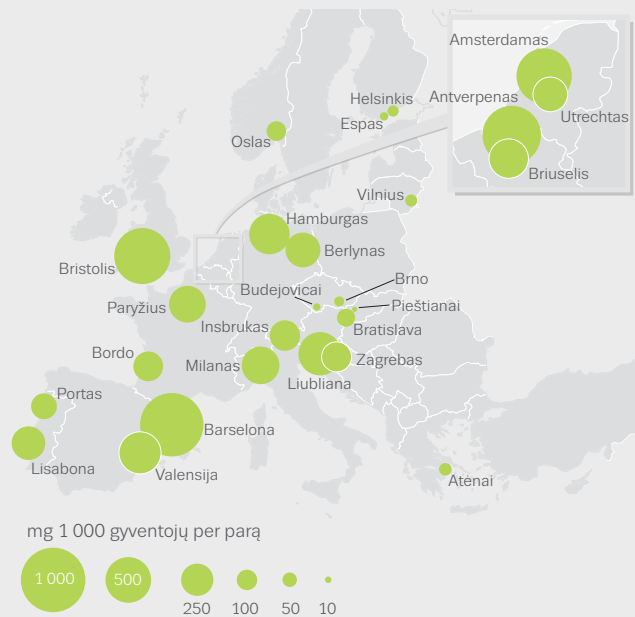 Amsterdamas
Antverpenas
Utrechtas
Briuselis
Helsinkis
Espas
Oslas
Vilnius
Hamburgas
Berlynas
Bristolis
Budejovicai
Brno
Pieštianai
Paryžius
Insbrukas
Bratislava
Bordo
Milanas
Zagrebas
Liubliana
Portas
Barselona
Lisabona
Valensija
Atėnai
mg 1 000 gyventojų per parą
1 000
500
250
100
50
10